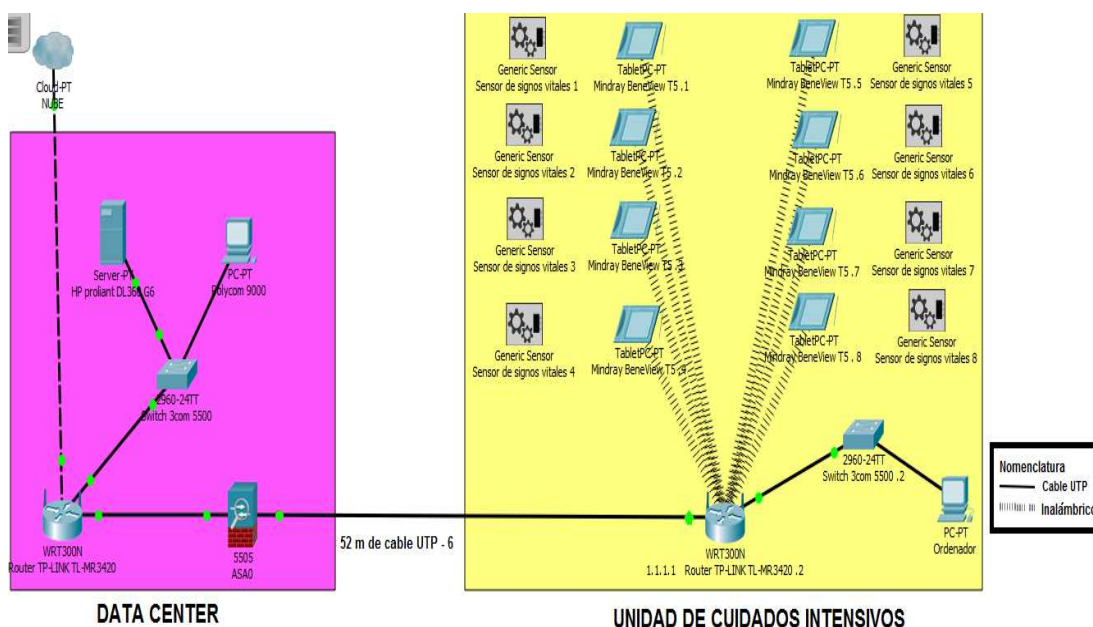 Cloud-PT
NUBE
Server-PT
HP proliant DL360 G6
PC-PT
Polycom 9000
2960-24TT
Switch 3com 5500
WRT300N
Router TP-LINK TL-MR3420
5505
ASA0
DATA CENTER
52 m de cable UTP - 6
Generic Sensor
Sensor de signos vitales 1
TabletPC-PT
Mindray BeneView T5 .1
TabletPC-PT
Mindray BeneView T5 .5
Generic Sensor
Sensor de signos vitales 5
Generic Sensor
Sensor de signos vitales 2
TabletPC-PT
Mindray BeneView T5 .2
TabletPC-PT
Mindray BeneView T5 .6
Generic Sensor
Sensor de signos vitales 6
Generic Sensor
Sensor de signos vitales 3
TabletPC-PT
Mindray BeneView T5 .3
TabletPC-PT
Mindray BeneView T5 .7
Generic Sensor
Sensor de signos vitales 7
Generic Sensor
Sensor de signos vitales 4
TabletPC-PT
Mindray BeneView T5 .4
TabletPC-PT
Mindray BeneView T5 . 8
Generic Sensor
Sensor de signos vitales 8
2960-24TT
Switch 3com 5500 .2
PC-PT
Ordenador
WRT300N
1.1.1.1 Router TP-LINK TL-MR3420 .2
UNIDAD DE CUIDADOS INTENSIVOS
Nomenclatura
Cable UTP
Inalámbrico